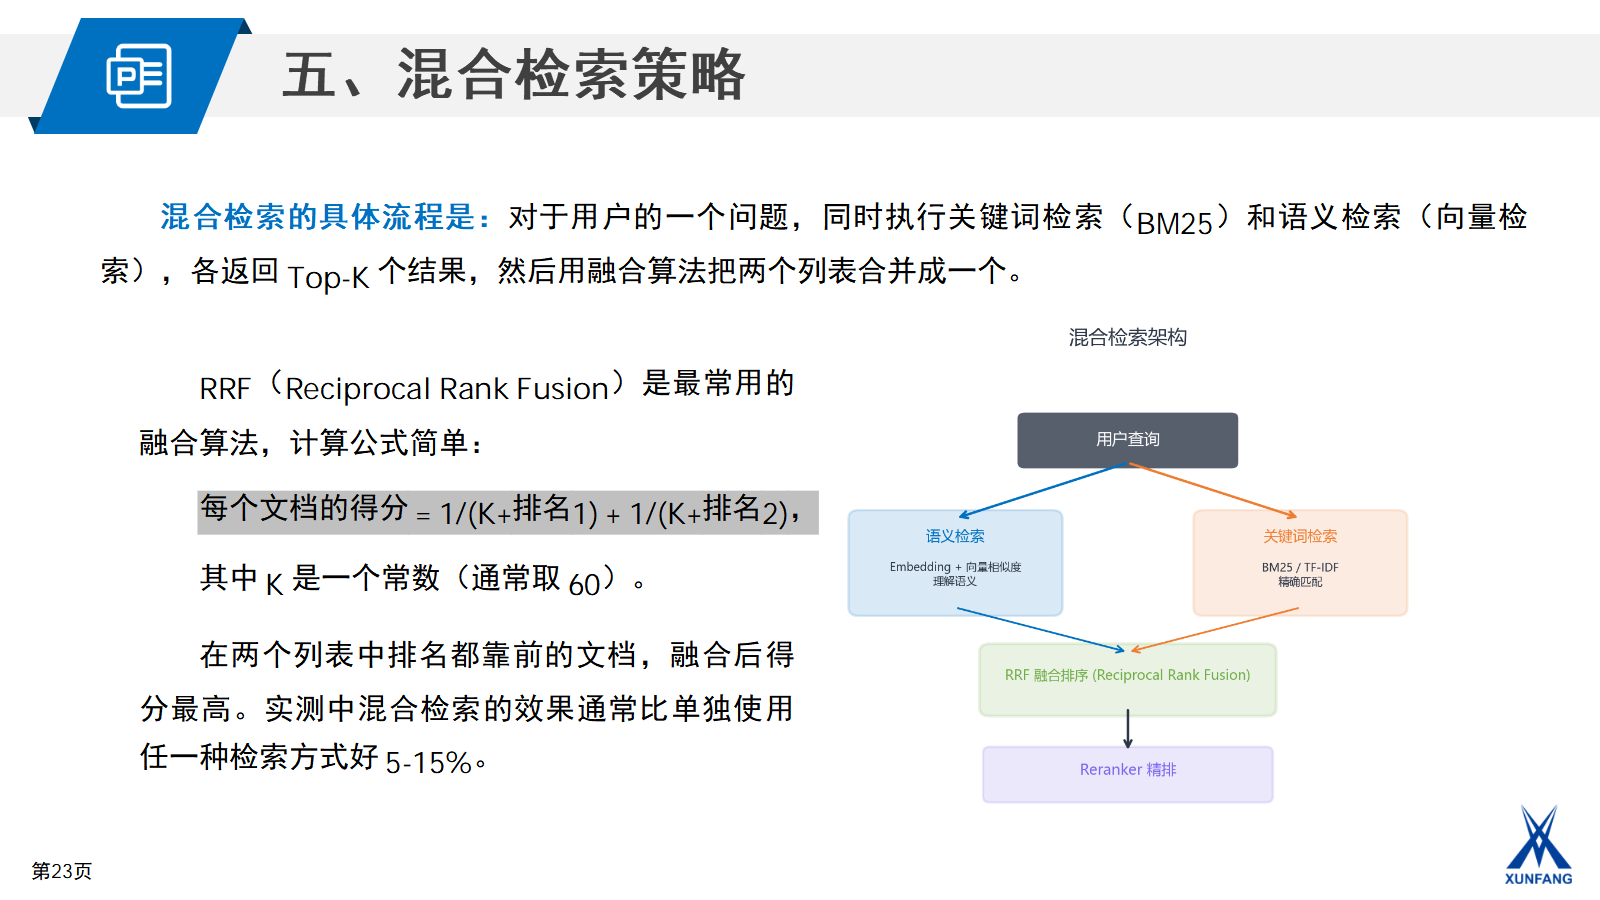 五、混合检索策略
混合检索的具体流程是：对于用户的一个问题，同时执行关键词检索（BM25）和语义检索（向量检
索），各返回 Top-K 个结果，然后用融合算法把两个列表合并成一个。
RRF（Reciprocal Rank Fusion）是最常用的
融合算法，计算公式简单：
每个文档的得分 = 1/(K+排名1) + 1/(K+排名2)，
其中 K 是一个常数（通常取 60）。
在两个列表中排名都靠前的文档，融合后得
分最高。实测中混合检索的效果通常比单独使用
任一种检索方式好 5-15%。
混合检索架构
用户查询
语义检索
Embedding + 向量相似度
理解语义
关键词检索
BM25 / TF-IDF
精确匹配
RRF 融合排序 (Reciprocal Rank Fusion)
Reranker 精排
第23页
XUNFANG